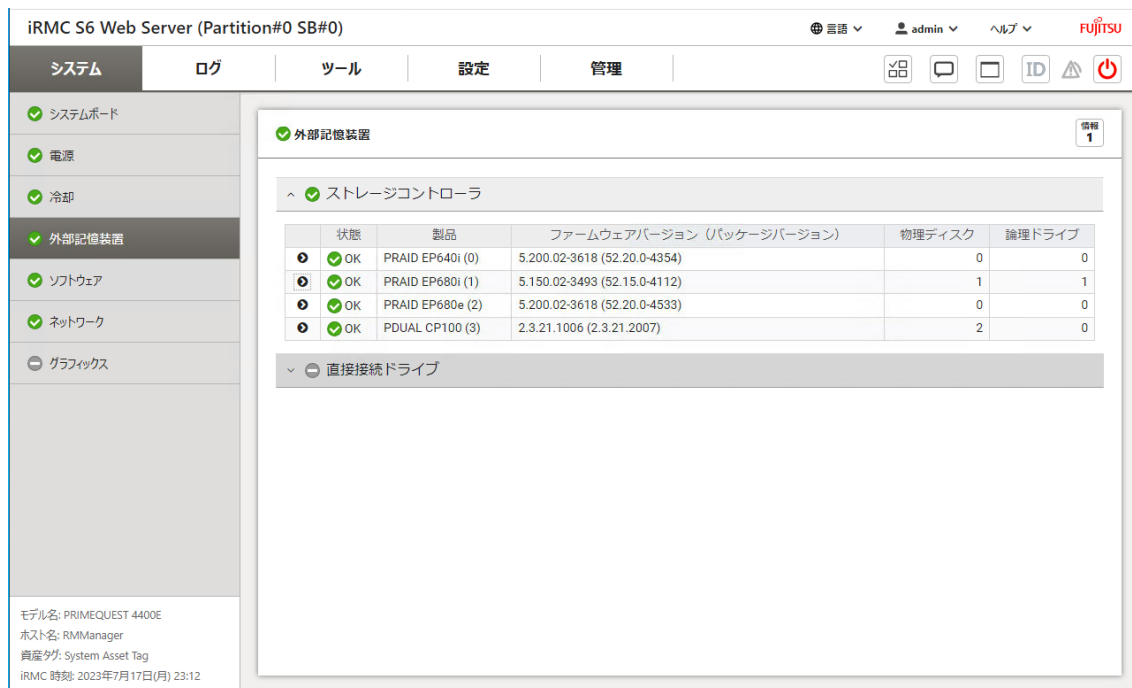 iRMC S6 Web Server (Partition#0 SB#0)
言語 admin ヘルプ FUJITSU
システム ログ ツール 設定 管理
ID
システムボード
電源
冷却
外部記憶装置
ソフトウェア
ネットワーク
グラフィックス
モデル名: PRIMEQUEST 4400E
ホスト名: RMManager
資産タグ: System Asset Tag
iRMC 時刻: 2023年7月17日(月) 23:12
外部記憶装置
情報
1
ストレージコントローラ
状態 製品 ファームウェアバージョン（パッケージバージョン） 物理ディスク 論理ドライブ
OK PRAID EP640i (0) 5.200.02-3618 (52.20.0-4354) 0 0
OK PRAID EP680i (1) 5.150.02-3493 (52.15.0-4112) 1 1
OK PRAID EP680e (2) 5.200.02-3618 (52.20.0-4533) 0 0
OK PDUAL CP100 (3) 2.3.21.1006 (2.3.21.2007) 2 0
直接接続ドライブ